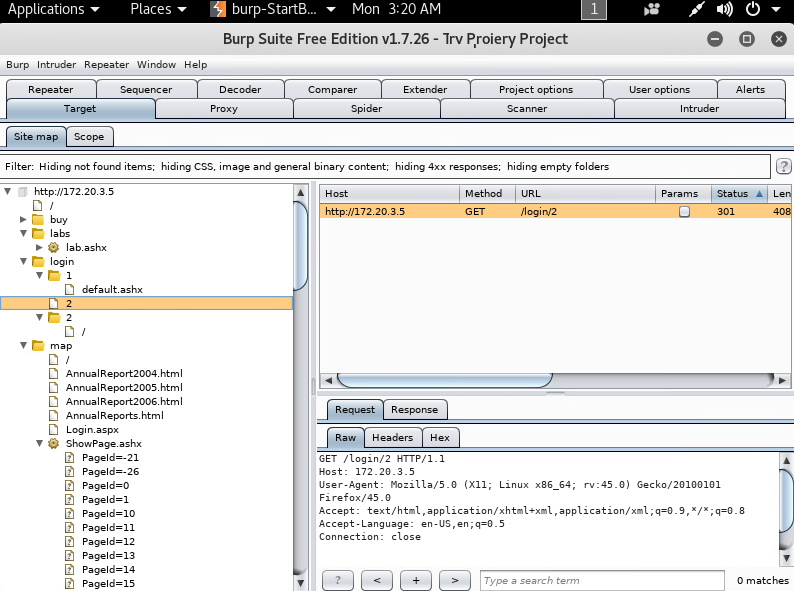 Applications Places burp-StartB... Mon 3:20 AM 1
Burp Suite Free Edition v1.7.26 - Trv Proiery Project
Burp Intruder Repeater Window Help
Repeater Sequencer Decoder Comparer Extender Project options User options Alerts
Target Proxy Spider Scanner Intruder
Site map Scope
Filter: Hiding not found items; hiding CSS, image and general binary content; hiding 4xx responses; hiding empty folders ?
http://172.20.3.5
/
buy
labs
lab.ashx
login
1
default.ashx
2
2
/
map
/
AnnualReport2004.html
AnnualReport2005.html
AnnualReport2006.html
AnnualReports.html
Login.aspx
ShowPage.ashx
PageId=-21
PageId=-26
PageId=0
PageId=1
PageId=10
PageId=11
PageId=12
PageId=13
PageId=14
PageId=15
Host Method URL Params Status Len
http://172.20.3.5 GET /login/2 301 408
Request Response
Raw Headers Hex
GET /login/2 HTTP/1.1
Host: 172.20.3.5
User-Agent: Mozilla/5.0 (X11; Linux x86_64; rv:45.0) Gecko/20100101
Firefox/45.0
Accept: text/html,application/xhtml+xml,application/xml;q=0.9,*/*;q=0.8
Accept-Language: en-US,en;q=0.5
Connection: close
? < + > Type a search term 0 matches